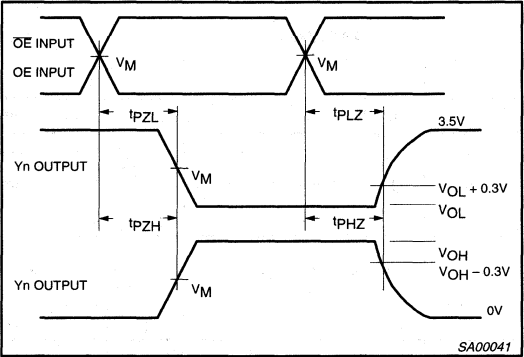 O̅E̅ INPUT
OE INPUT
VM
VM
tPZL
tPLZ
3.5V
Yn OUTPUT
VM
VOL + 0.3V
VOL
tPZH
tPHZ
VOH
VOH − 0.3V
Yn OUTPUT
VM
0V
SA00041